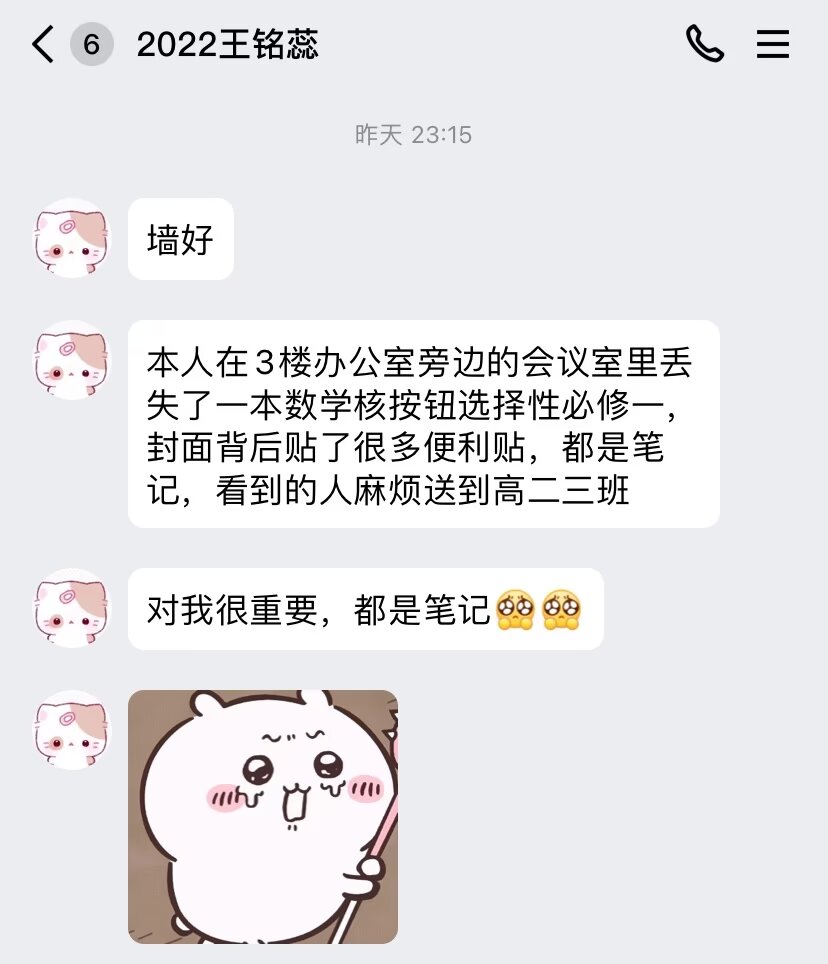 6 2022王铭蕊
昨天 23:15
墙好
本人在3楼办公室旁边的会议室里丢
失了一本数学核按钮选择性必修一，
封面背后贴了很多便利贴，都是笔
记，看到的人麻烦送到高二三班
对我很重要，都是笔记🥺🥺